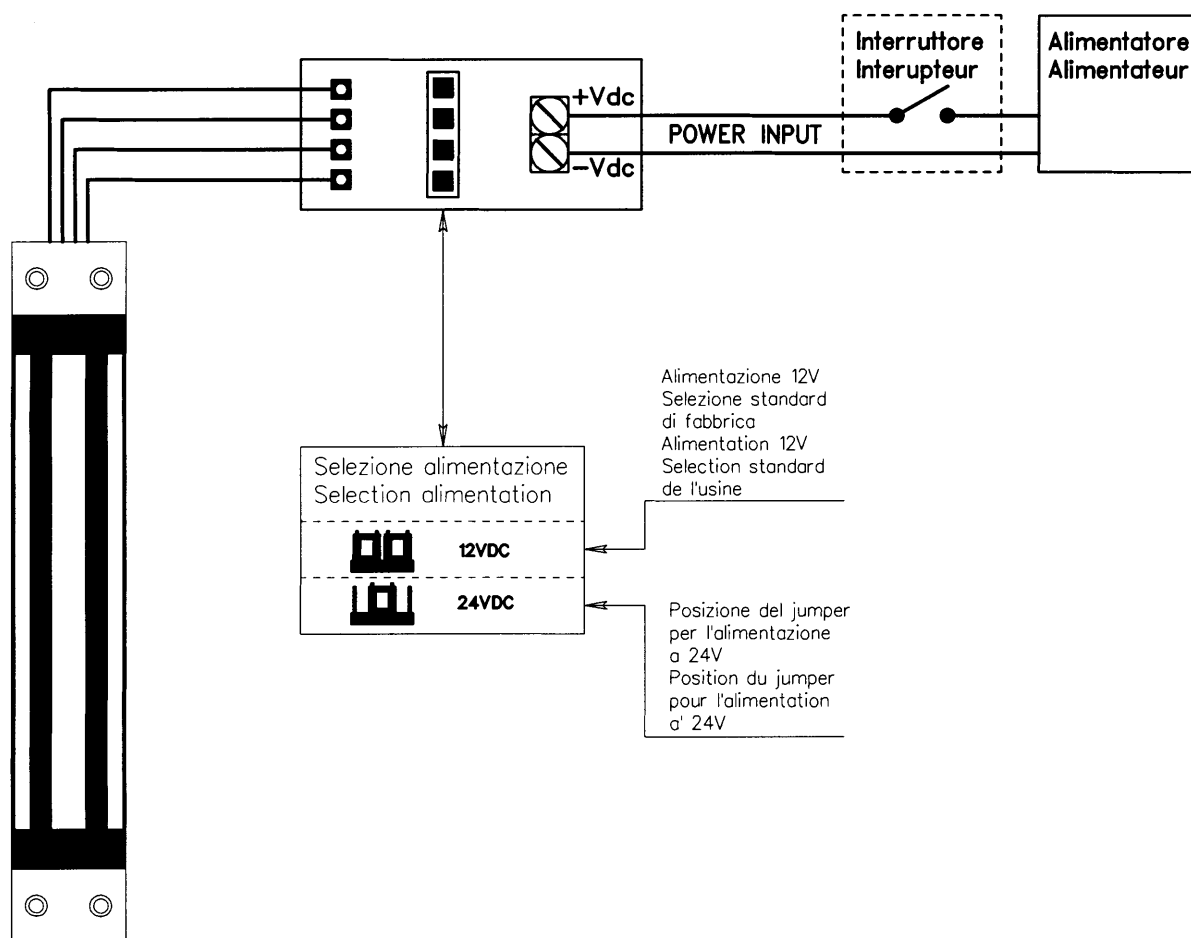 Interruttore
Interupteur
Alimentatore
Alimentateur
+Vdc
POWER INPUT
-Vdc
Alimentazione 12V
Selezione standard
di fabbrica
Alimentation 12V
Selection standard
de l'usine
Selezione alimentazione
Selection alimentation
12VDC
24VDC
Posizione del jumper
per l'alimentazione
a 24V
Position du jumper
pour l'alimentation
a' 24V